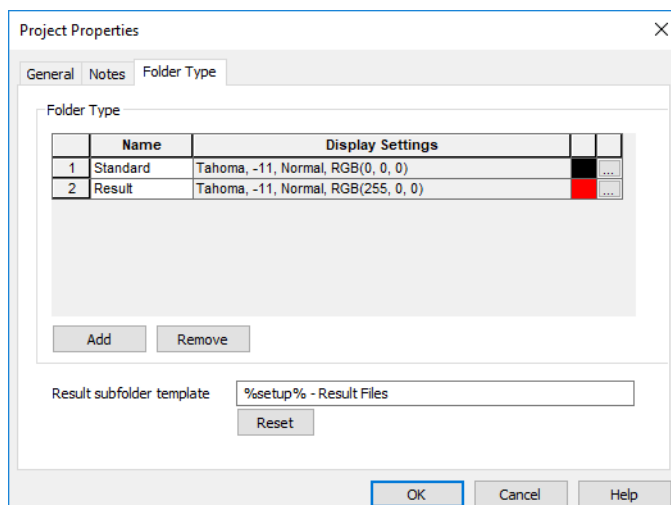 Project Properties
General Notes Folder Type
Folder Type
Name Display Settings
1 Standard Tahoma, -11, Normal, RGB(0, 0, 0) ...
2 Result Tahoma, -11, Normal, RGB(255, 0, 0) ...
Add Remove
Result subfolder template %setup% - Result Files
Reset
OK Cancel Help